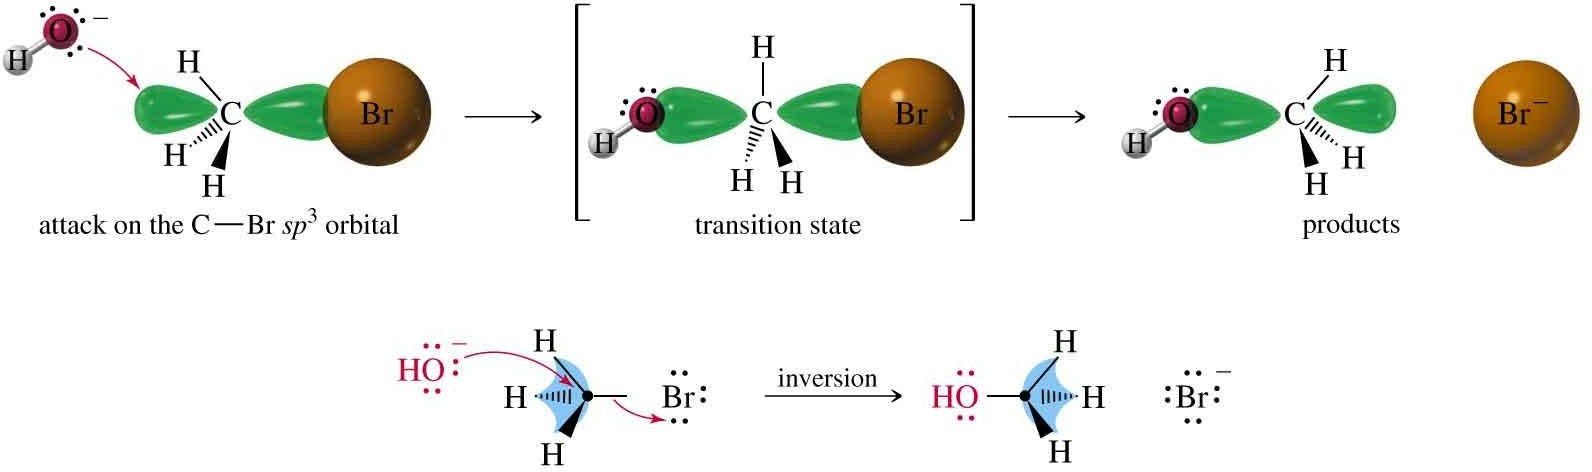 H O − H C H H Br
H O H C H H Br
H O H C H H Br−
attack on the C—Br sp³ orbital
transition state
products
HO:− H H H Br:
inversion
HO H H H :Br:−